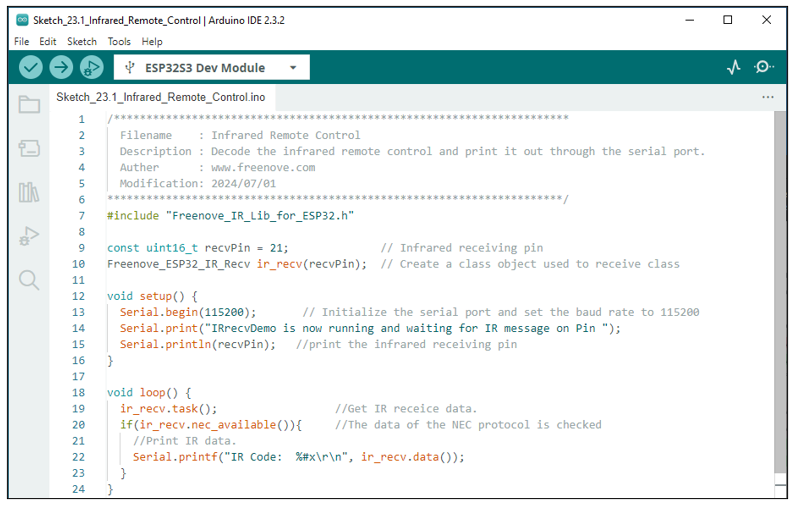 Sketch_23.1_Infrared_Remote_Control | Arduino IDE 2.3.2
File Edit Sketch Tools Help
ESP32S3 Dev Module
Sketch_23.1_Infrared_Remote_Control.ino
1 /**********************************************************************
2 Filename : Infrared Remote Control
3 Description : Decode the infrared remote control and print it out through the serial port.
4 Auther : www.freenove.com
5 Modification: 2024/07/01
6 **********************************************************************/
7 #include "Freenove_IR_Lib_for_ESP32.h"
8
9 const uint16_t recvPin = 21; // Infrared receiving pin
10 Freenove_ESP32_IR_Recv ir_recv(recvPin); // Create a class object used to receive class
11
12 void setup() {
13 Serial.begin(115200); // Initialize the serial port and set the baud rate to 115200
14 Serial.print("IRrecvDemo is now running and waiting for IR message on Pin ");
15 Serial.println(recvPin); //print the infrared receiving pin
16 }
17
18 void loop() {
19 ir_recv.task(); //Get IR receice data.
20 if(ir_recv.nec_available()){ //The data of the NEC protocol is checked
21 //Print IR data.
22 Serial.printf("IR Code: %#x\r\n", ir_recv.data());
23 }
24 }